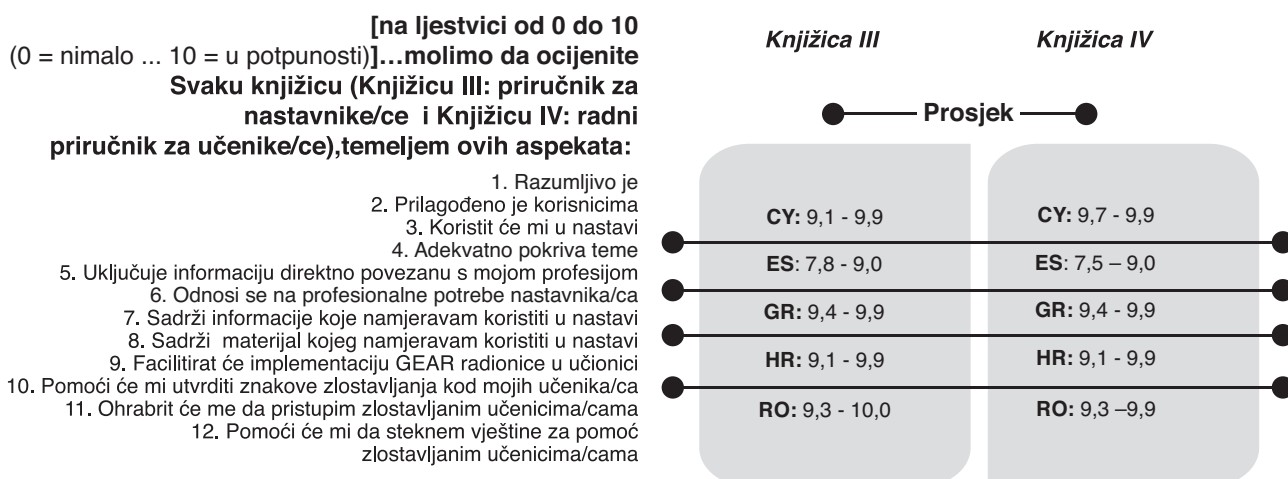 [na ljestvici od 0 do 10
(0 = nimalo ... 10 = u potpunosti)]…molimo da ocijenite
Svaku knjižicu (Knjižicu III: priručnik za
nastavnike/ce i Knjižicu IV: radni
priručnik za učenike/ce),temeljem ovih aspekata:
1. Razumljivo je
2. Prilagođeno je korisnicima
3. Koristit će mi u nastavi
4. Adekvatno pokriva teme
5. Uključuje informaciju direktno povezanu s mojom profesijom
6. Odnosi se na profesionalne potrebe nastavnika/ca
7. Sadrži informacije koje namjeravam koristiti u nastavi
8. Sadrži materijal kojeg namjeravam koristiti u nastavi
9. Facilitirat će implementaciju GEAR radionice u učionici
10. Pomoći će mi utvrditi znakove zlostavljanja kod mojih učenika/ca
11. Ohrabrit će me da pristupim zlostavljanim učenicima/cama
12. Pomoći će mi da steknem vještine za pomoć
zlostavljanim učenicima/cama
Knjižica III Knjižica IV
Prosjek
CY: 9,1 - 9,9 CY: 9,7 - 9,9
ES: 7,8 - 9,0 ES: 7,5 – 9,0
GR: 9,4 - 9,9 GR: 9,4 - 9,9
HR: 9,1 - 9,9 HR: 9,1 - 9,9
RO: 9,3 - 10,0 RO: 9,3 –9,9